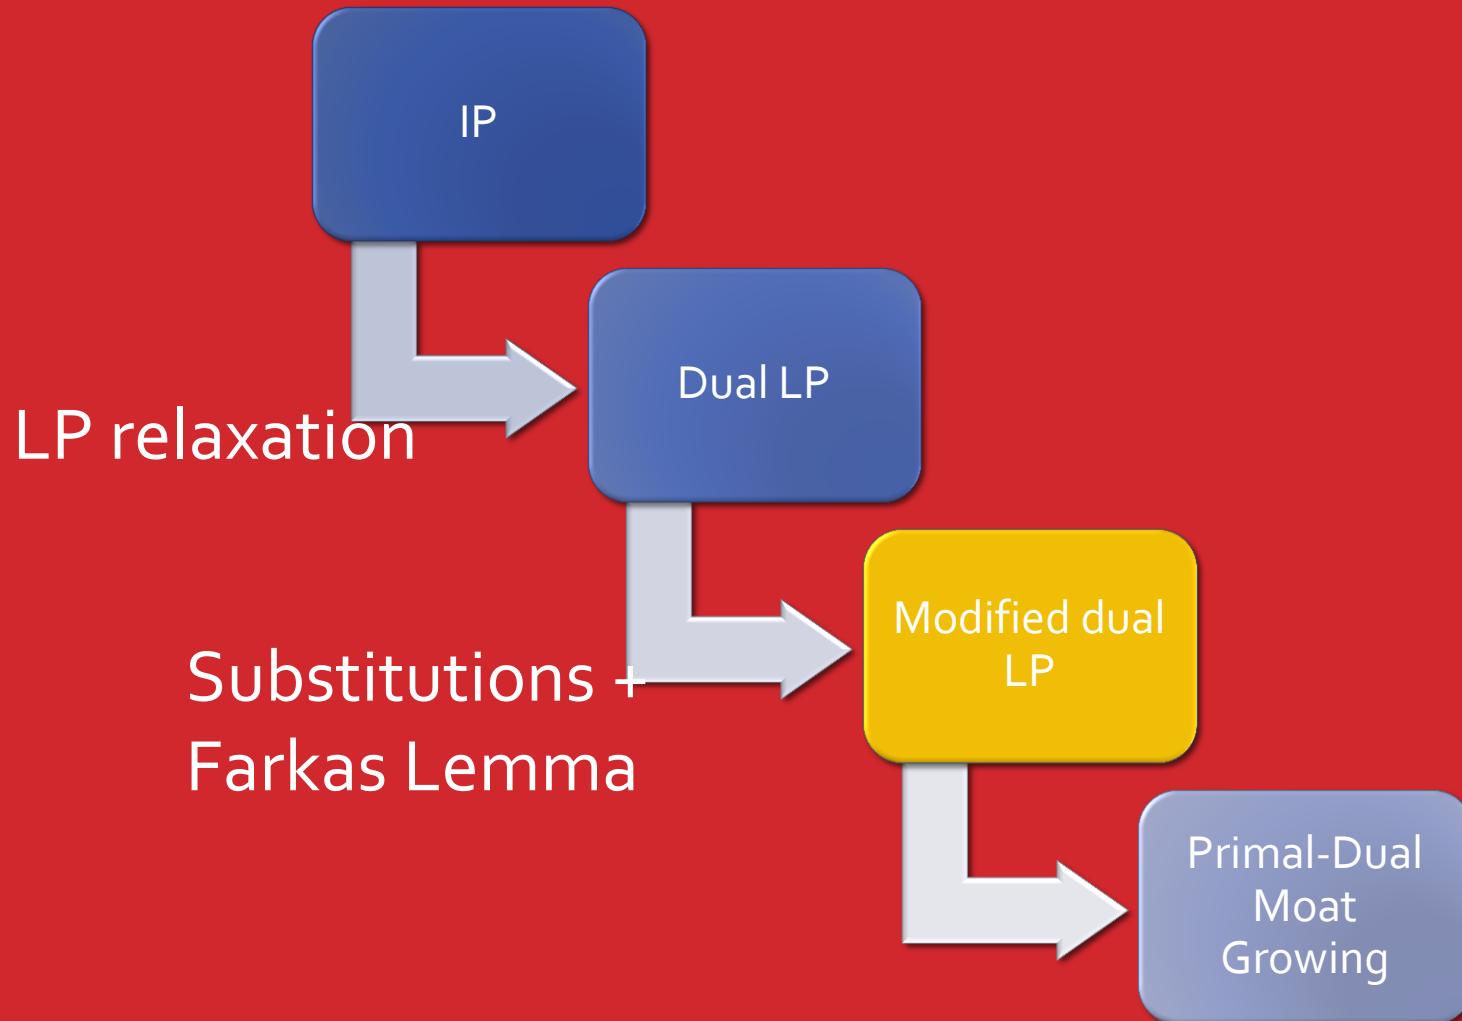 IP
Dual LP
LP relaxation
Modified dual
LP
Substitutions +
Farkas Lemma
Primal-Dual
Moat
Growing